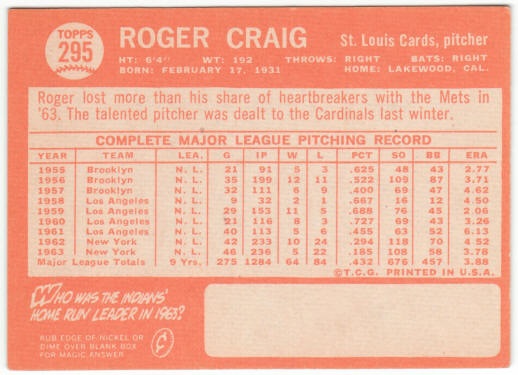 TOPPS
295
ROGER CRAIG St. Louis Cards, pitcher
HT: 6'4" WT: 192 THROWS: RIGHT BATS: RIGHT
BORN: FEBRUARY 17, 1931 HOME: LAKEWOOD, CAL.
Roger lost more than his share of heartbreakers with the Mets in
'63. The talented pitcher was dealt to the Cardinals last winter.
COMPLETE MAJOR LEAGUE PITCHING RECORD
YEAR TEAM LEA. G IP W L PCT SO BB ERA
1955 Brooklyn N. L. 21 91 5 3 .625 48 43 2.77
1956 Brooklyn N. L. 35 199 12 11 .522 109 87 3.71
1957 Brooklyn N. L. 32 111 6 9 .400 69 47 4.62
1958 Los Angeles N. L. 9 32 2 1 .667 16 12 4.50
1959 Los Angeles N. L. 29 153 11 5 .688 76 45 2.06
1960 Los Angeles N. L. 21 116 8 3 .727 69 43 3.26
1961 Los Angeles N. L. 40 113 5 6 .455 63 52 6.13
1962 New York N. L. 42 233 10 24 .294 118 70 4.52
1963 New York N. L. 46 236 5 22 .185 108 58 3.78
Major League Totals 9 Yrs. 275 1284 64 84 .432 676 457 3.88
©T.C.G. PRINTED IN U.S.A.
WHO WAS THE INDIANS'
HOME RUN LEADER IN 1963?
RUB EDGE OF NICKEL OR
DIME OVER BLANK BOX
FOR MAGIC ANSWER
¢